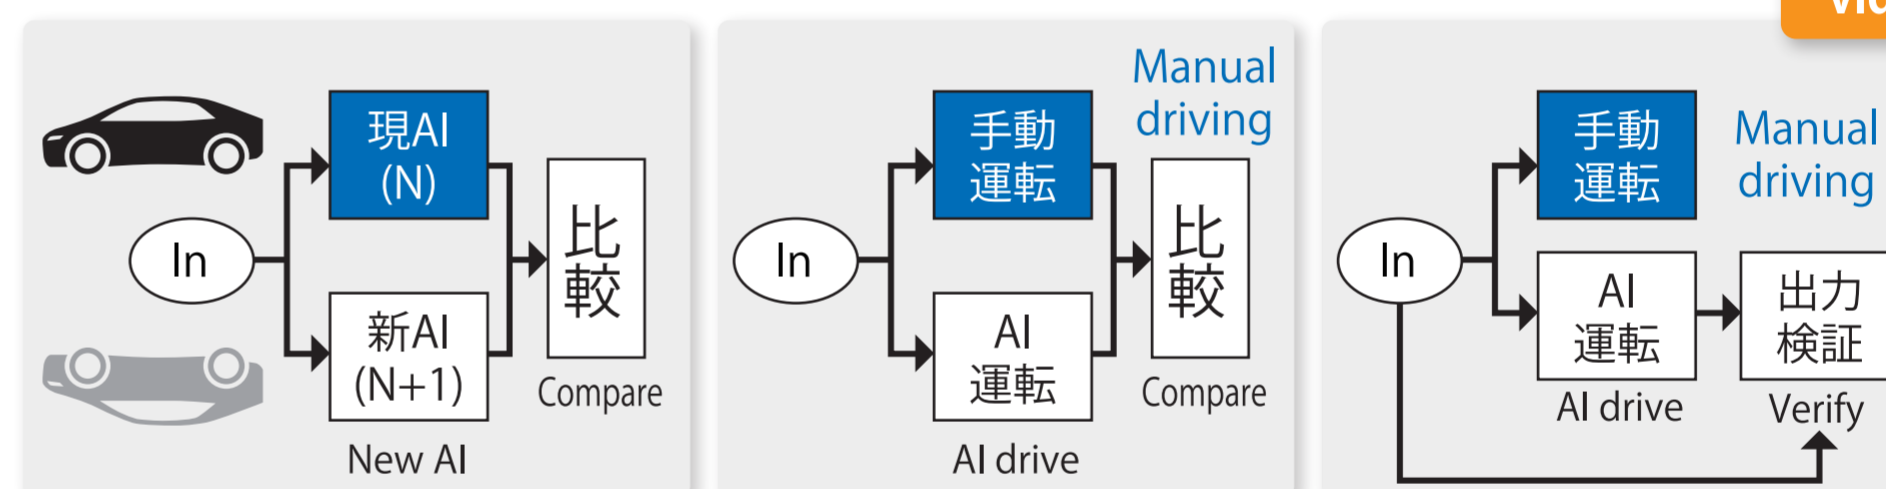 現AI
(N)
In
新AI
(N+1)
比
較
Compare
New AI
Manual
driving
手動
運転
In
AI
運転
比
較
Compare
AI drive
手動
運転
Manual
driving
In
AI
運転
AI drive
出力
検証
Verify